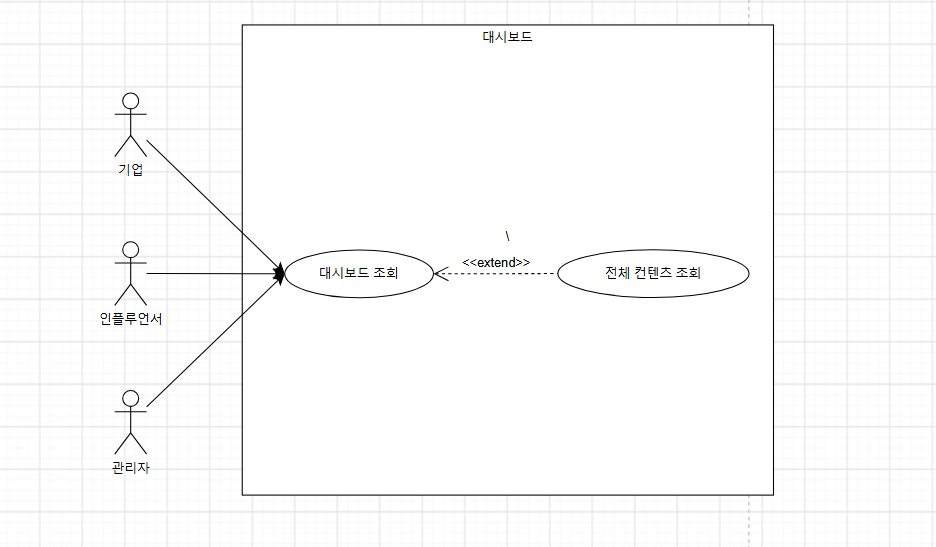 대시보드
기업
\
<<extend>>
대시보드 조회
전체 컨텐츠 조회
인플루언서
관리자